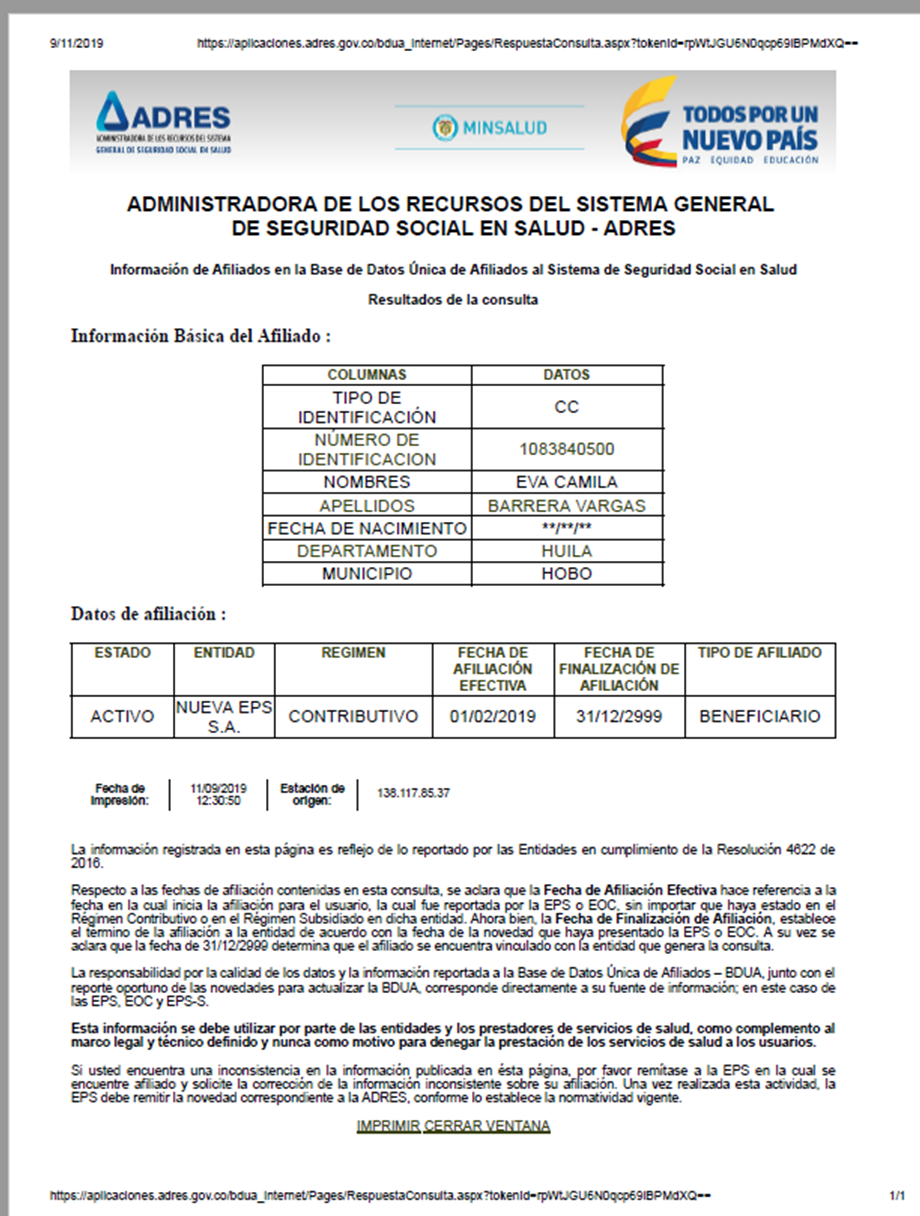 9/11/2019 https://aplicaciones.adres.gov.co/bdua_internet/Pages/RespuestaConsulta.aspx?tokenId=rpWtJGU6N0qcp69IBPMdXQ==
ADRES
ADMINISTRADORA DE LOS RECURSOS DEL SISTEMA
GENERAL DE SEGURIDAD SOCIAL EN SALUD
MINSALUD
TODOS POR UN
NUEVO PAÍS
PAZ EQUIDAD EDUCACIÓN
ADMINISTRADORA DE LOS RECURSOS DEL SISTEMA GENERAL
DE SEGURIDAD SOCIAL EN SALUD - ADRES
Información de Afiliados en la Base de Datos Única de Afiliados al Sistema de Seguridad Social en Salud
Resultados de la consulta
Información Básica del Afiliado :
COLUMNAS DATOS
TIPO DE
IDENTIFICACIÓN CC
NÚMERO DE
IDENTIFICACION 1083840500
NOMBRES EVA CAMILA
APELLIDOS BARRERA VARGAS
FECHA DE NACIMIENTO **/**/**
DEPARTAMENTO HUILA
MUNICIPIO HOBO
Datos de afiliación :
ESTADO ENTIDAD REGIMEN FECHA DE AFILIACIÓN EFECTIVA FECHA DE FINALIZACIÓN DE AFILIACIÓN TIPO DE AFILIADO
ACTIVO NUEVA EPS S.A. CONTRIBUTIVO 01/02/2019 31/12/2999 BENEFICIARIO
Fecha de Impresión: 11/09/2019 12:30:50 Estación de origen: 138.117.85.37
La información registrada en esta página es reflejo de lo reportado por las Entidades en cumplimiento de la Resolución 4622 de
2016.
Respecto a las fechas de afiliación contenidas en esta consulta, se aclara que la Fecha de Afiliación Efectiva hace referencia a la
fecha en la cual inicia la afiliación para el usuario, la cual fue reportada por la EPS o EOC, sin importar que haya estado en el
Régimen Contributivo o en el Régimen Subsidiado en dicha entidad. Ahora bien, la Fecha de Finalización de Afiliación, establece
el término de la afiliación a la entidad de acuerdo con la fecha de la novedad que haya presentado la EPS o EOC. A su vez se
aclara que la fecha de 31/12/2999 determina que el afiliado se encuentra vinculado con la entidad que genera la consulta.
La responsabilidad por la calidad de los datos y la información reportada a la Base de Datos Única de Afiliados – BDUA, junto con el
reporte oportuno de las novedades para actualizar la BDUA, corresponde directamente a su fuente de información; en este caso de
las EPS, EOC y EPS-S.
Esta información se debe utilizar por parte de las entidades y los prestadores de servicios de salud, como complemento al
marco legal y técnico definido y nunca como motivo para denegar la prestación de los servicios de salud a los usuarios.
Si usted encuentra una inconsistencia en la información publicada en ésta página, por favor remítase a la EPS en la cual se
encuentre afiliado y solicite la corrección de la información inconsistente sobre su afiliación. Una vez realizada esta actividad, la
EPS debe remitir la novedad correspondiente a la ADRES, conforme lo establece la normatividad vigente.
IMPRIMIR CERRAR VENTANA
https://aplicaciones.adres.gov.co/bdua_internet/Pages/RespuestaConsulta.aspx?tokenId=rpWtJGU6N0qcp69IBPMdXQ== 1/1